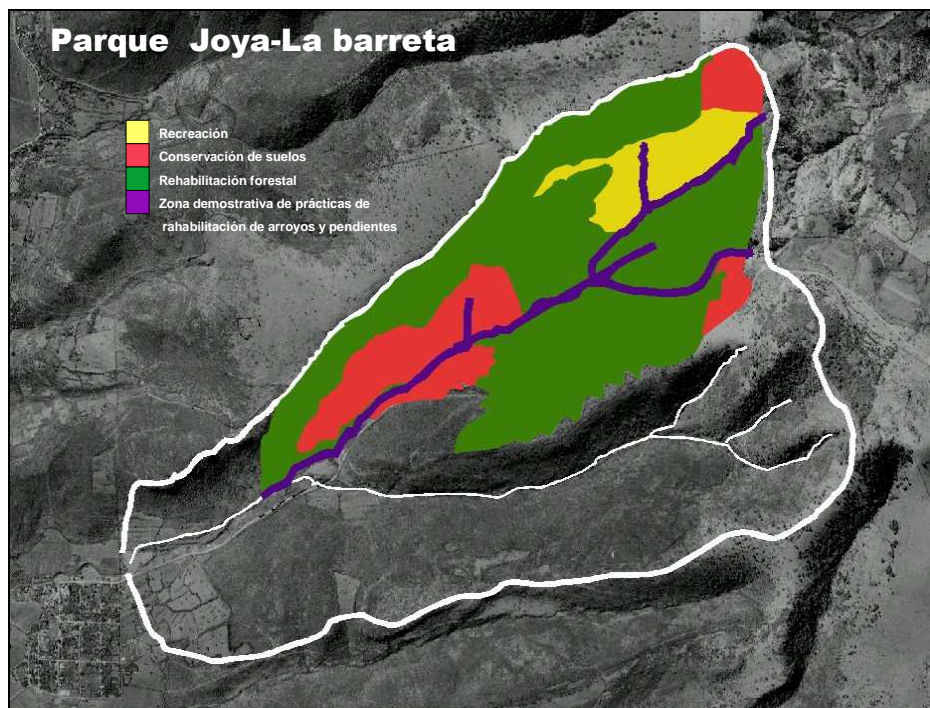 Parque Joya-La barreta
Recreación
Conservación de suelos
Rehabilitación forestal
Zona demostrativa de prácticas de
rahabilitación de arroyos y pendientes